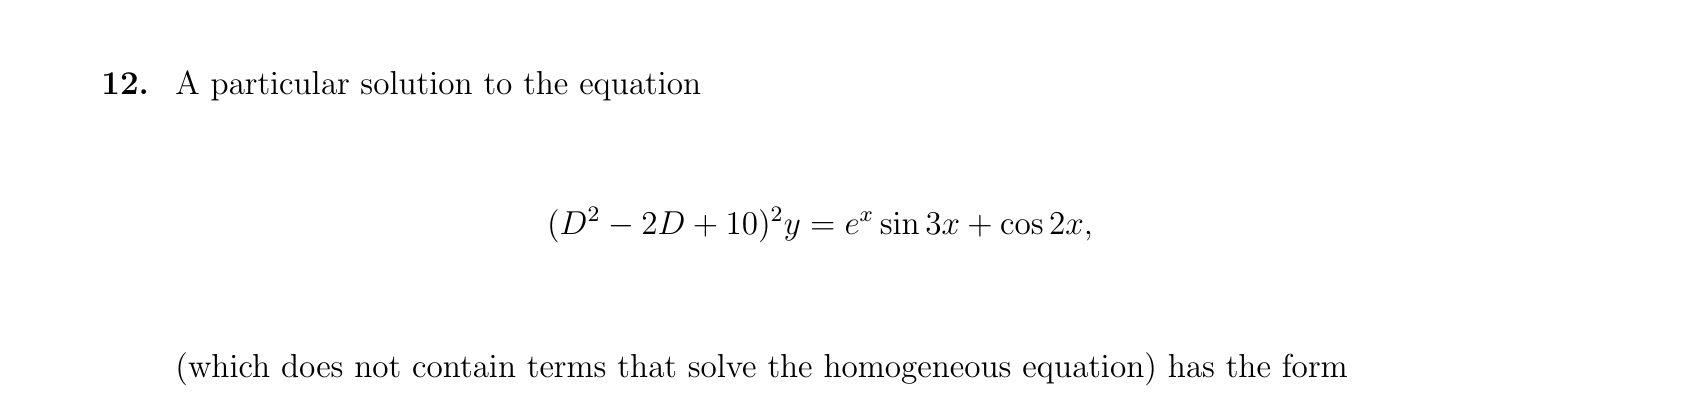 12. A particular solution to the equation
(D² − 2D + 10)²y = eˣ sin 3x + cos 2x,
(which does not contain terms that solve the homogeneous equation) has the form